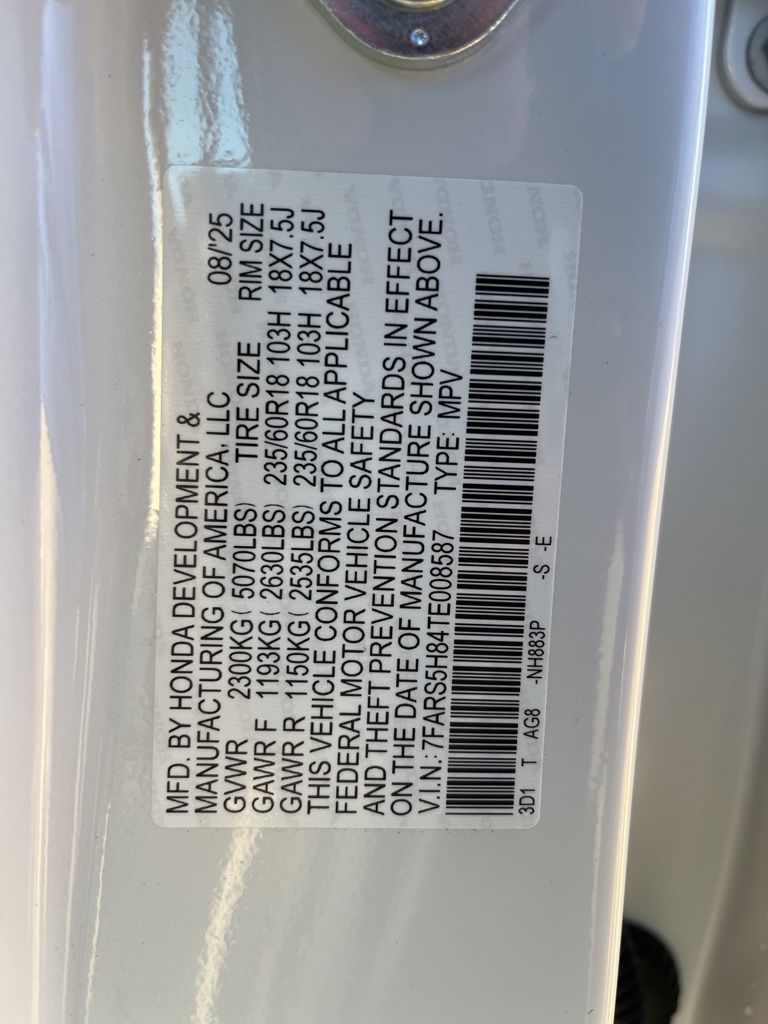 MFD. BY HONDA DEVELOPMENT &
MANUFACTURING OF AMERICA, LLC 08/'25
GVWR 2300KG( 5070LBS) TIRE SIZE RIM SIZE
GAWR F 1193KG( 2630LBS) 235/60R18 103H 18X7.5J
GAWR R 1150KG( 2535LBS) 235/60R18 103H 18X7.5J
THIS VEHICLE CONFORMS TO ALL APPLICABLE
FEDERAL MOTOR VEHICLE SAFETY
AND THEFT PREVENTION STANDARDS IN EFFECT
ON THE DATE OF MANUFACTURE SHOWN ABOVE.
V.I.N.: 7FARS5H84TE008587 TYPE: MPV
3D1 T AG8 -NH883P -S -E